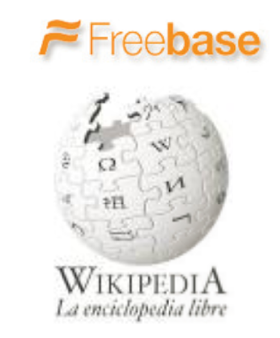 Freebase
Ω
W
И
WIKIPEDIA
La enciclopedia libre